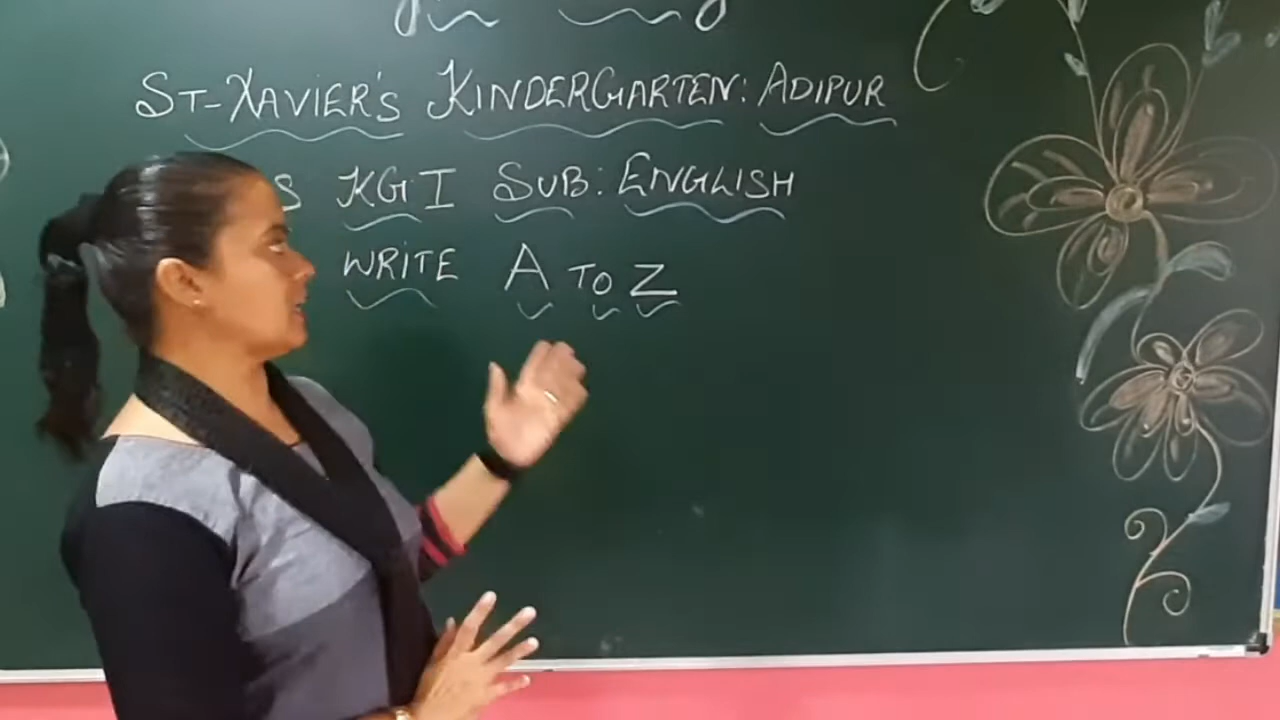 ST-XAVIER'S KINDERGARTEN: ADIPUR
KG I SUB: ENGLISH
WRITE A TO Z